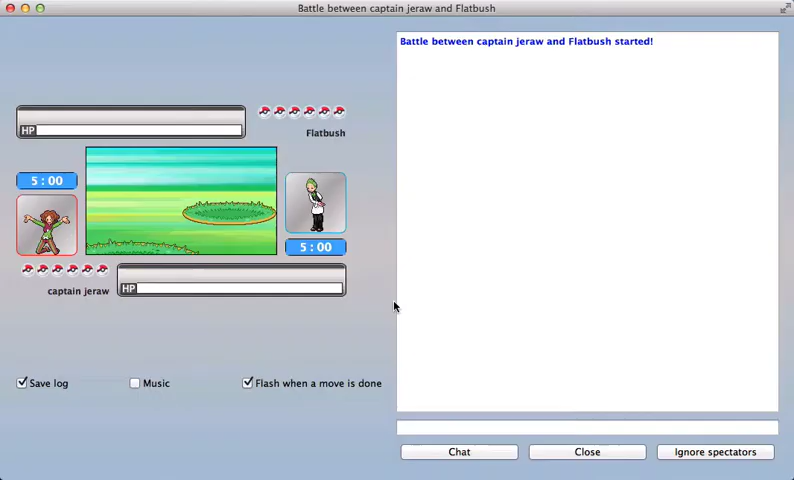 Battle between captain jeraw and Flatbush
Battle between captain jeraw and Flatbush started!
HP
Flatbush
5:00
5:00
captain jeraw
HP
Save log
Music
Flash when a move is done
Chat
Close
Ignore spectators